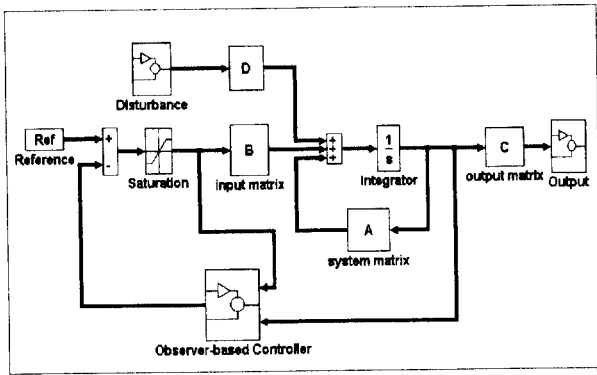 D
Disturbance
Ref
+
-
Reference
Saturation
B
input matrix
+
+
+
1
s
Integrator
C
output matrix
Output
A
system matrix
Observer-based Controller